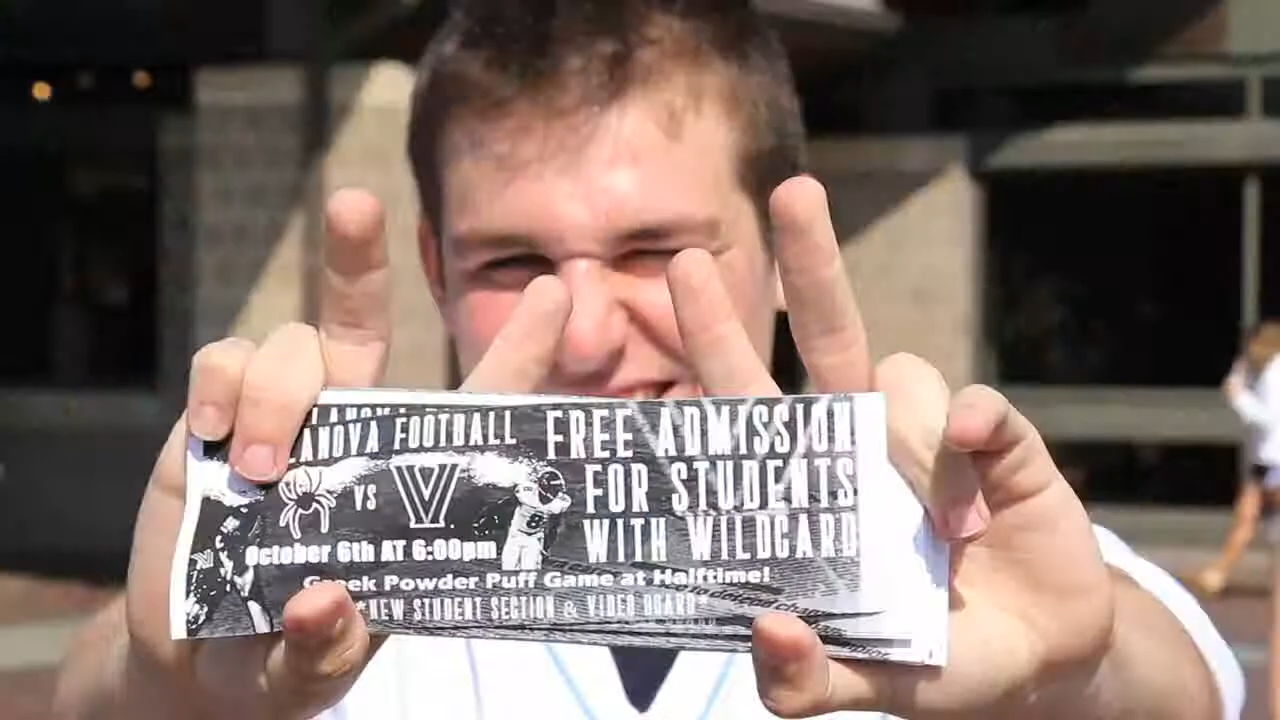 ANOVA FOOTBALL
FREE ADMISSION
FOR STUDENTS
WITH WILDCARD
VS V
October 6th AT 6:00pm
Greek Powder Puff Game at Halftime!
*NEW STUDENT SECTION & VIDEO BOARD*